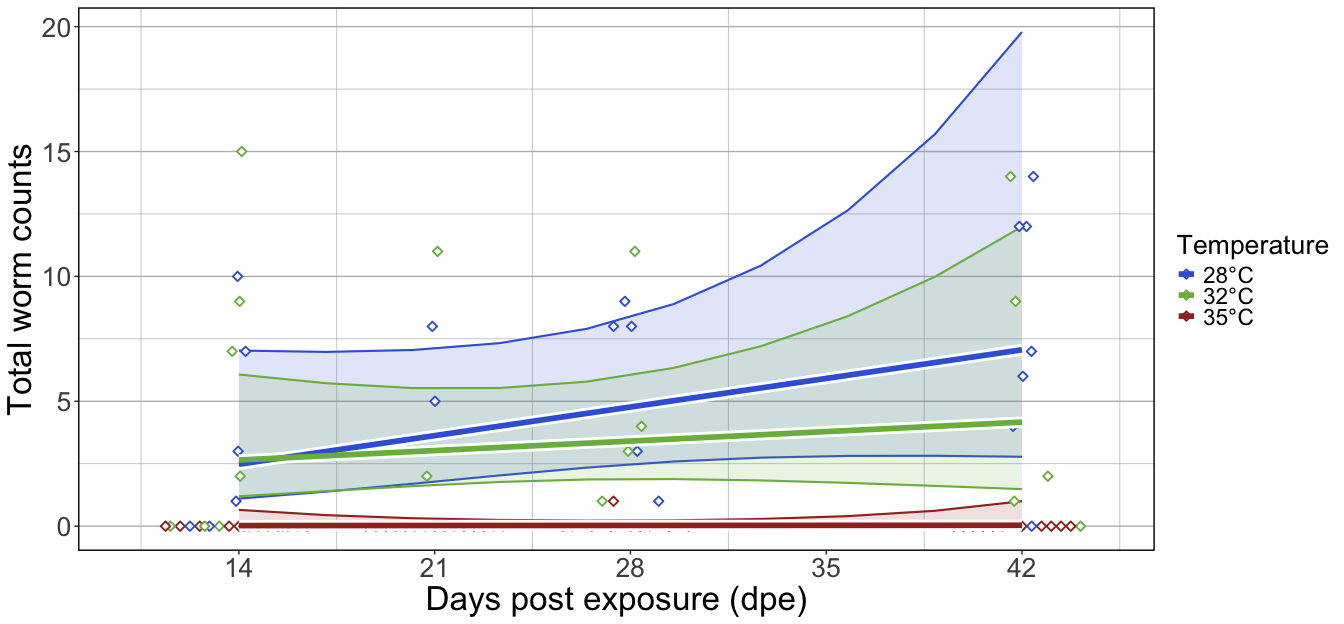 20
15
10
5
0
Total worm counts
14 21 28 35 42
Days post exposure (dpe)
Temperature
28°C
32°C
35°C